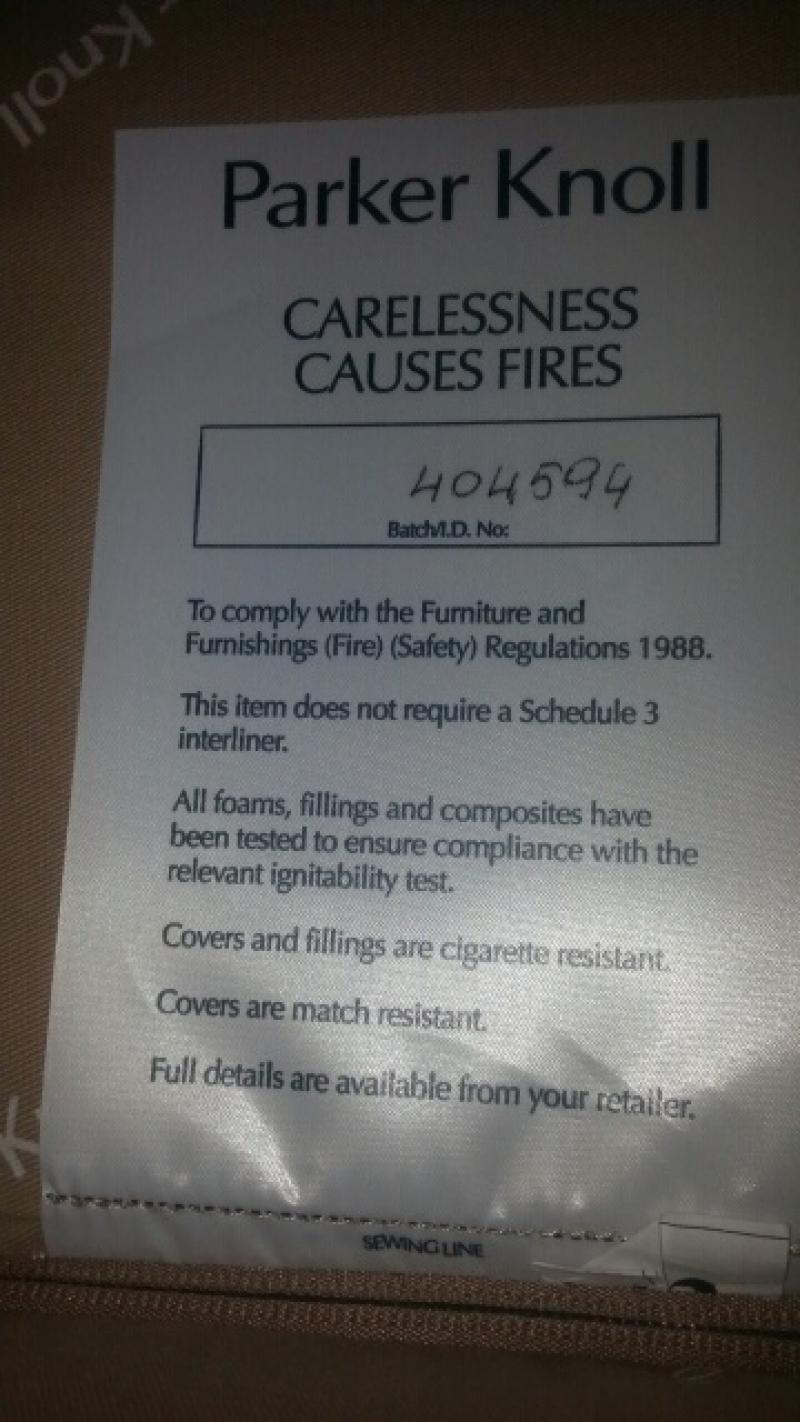 Knoll
Parker Knoll
CARELESSNESS
CAUSES FIRES
404594
Batch/I.D. No:
To comply with the Furniture and
Furnishings (Fire) (Safety) Regulations 1988.
This item does not require a Schedule 3
interliner.
All foams, fillings and composites have
been tested to ensure compliance with the
relevant ignitability test.
Covers and fillings are cigarette resistant.
Covers are match resistant.
Full details are available from your retailer.
SEWING LINE